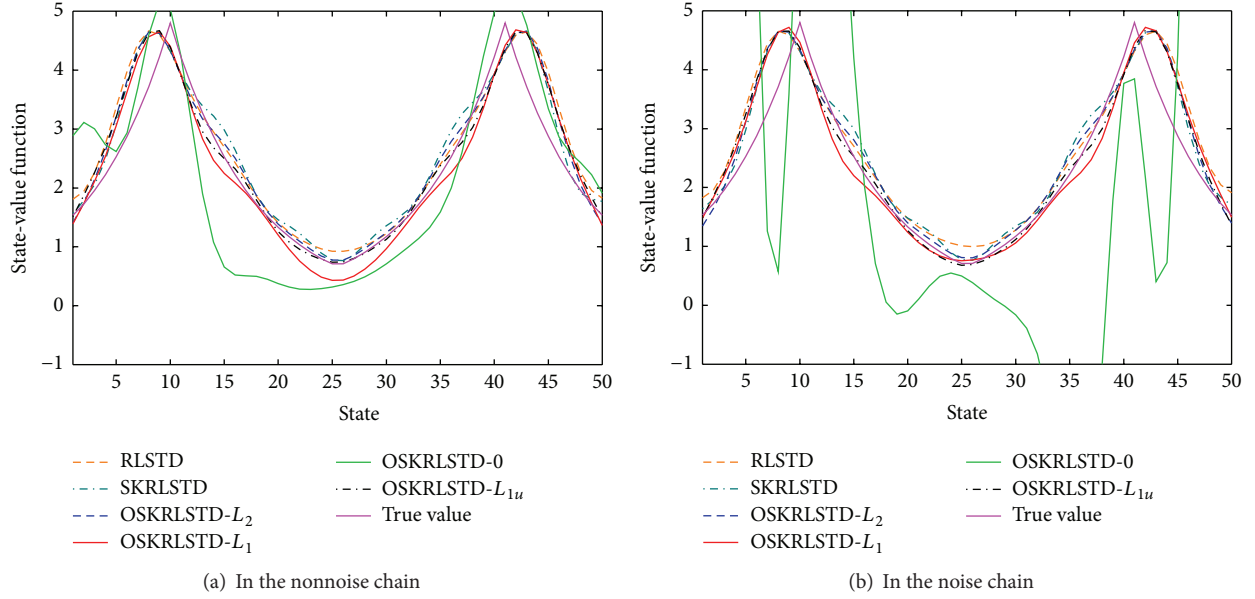 5
4
3
2
1
0
−1
State-value function
5 10 15 20 25 30 35 40 45 50
State
RLSTD
SKRLSTD
OSKRLSTD-L2
OSKRLSTD-L1
OSKRLSTD-0
OSKRLSTD-L1u
True value
(a) In the nonnoise chain
5
4
3
2
1
0
−1
State-value function
5 10 15 20 25 30 35 40 45 50
State
RLSTD
SKRLSTD
OSKRLSTD-L2
OSKRLSTD-L1
OSKRLSTD-0
OSKRLSTD-L1u
True value
(b) In the noise chain